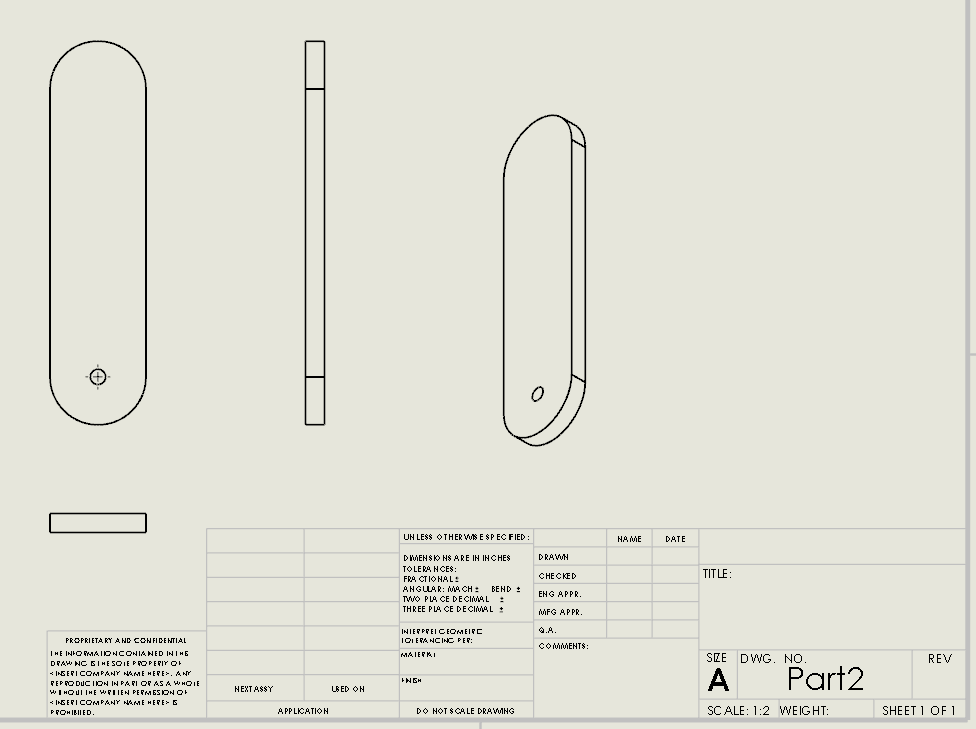 UNLESS OTHERWISE SPECIFIED:
NAME
DATE
DIMENSIONS ARE IN INCHES
TOLERANCES:
FRACTIONAL ±
ANGULAR: MACH ± BEND ±
TWO PLACE DECIMAL ±
THREE PLACE DECIMAL ±
DRAWN
CHECKED
ENG APPR.
MFG APPR.
Q.A.
COMMENTS:
INTERPRET GEOMETRIC
TOLERANCING PER:
MATERIAL
FINISH
TITLE:
PROPRIETARY AND CONFIDENTIAL
THE INFORMATION CONTAINED IN THIS
DRAWING IS THE SOLE PROPERTY OF
<INSERT COMPANY NAME HERE>. ANY
REPRODUCTION IN PART OR AS A WHOLE
WITHOUT THE WRITTEN PERMISSION OF
<INSERT COMPANY NAME HERE> IS
PROHIBITED.
NEXT ASSY
USED ON
APPLICATION
DO NOT SCALE DRAWING
SIZE
A
DWG. NO.
Part2
REV
SCALE: 1:2
WEIGHT:
SHEET 1 OF 1